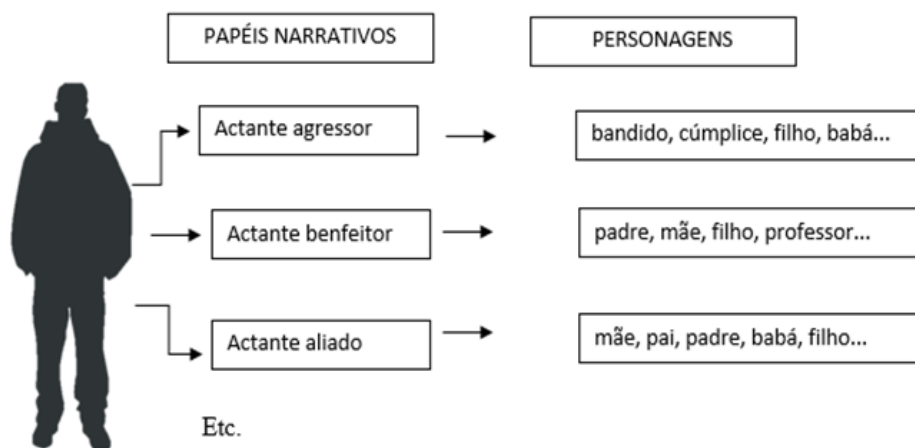 PAPÉIS NARRATIVOS
PERSONAGENS
Actante agressor
bandido, cúmplice, filho, babá...
Actante benfeitor
padre, mãe, filho, professor...
Actante aliado
mãe, pai, padre, babá, filho...
Etc.